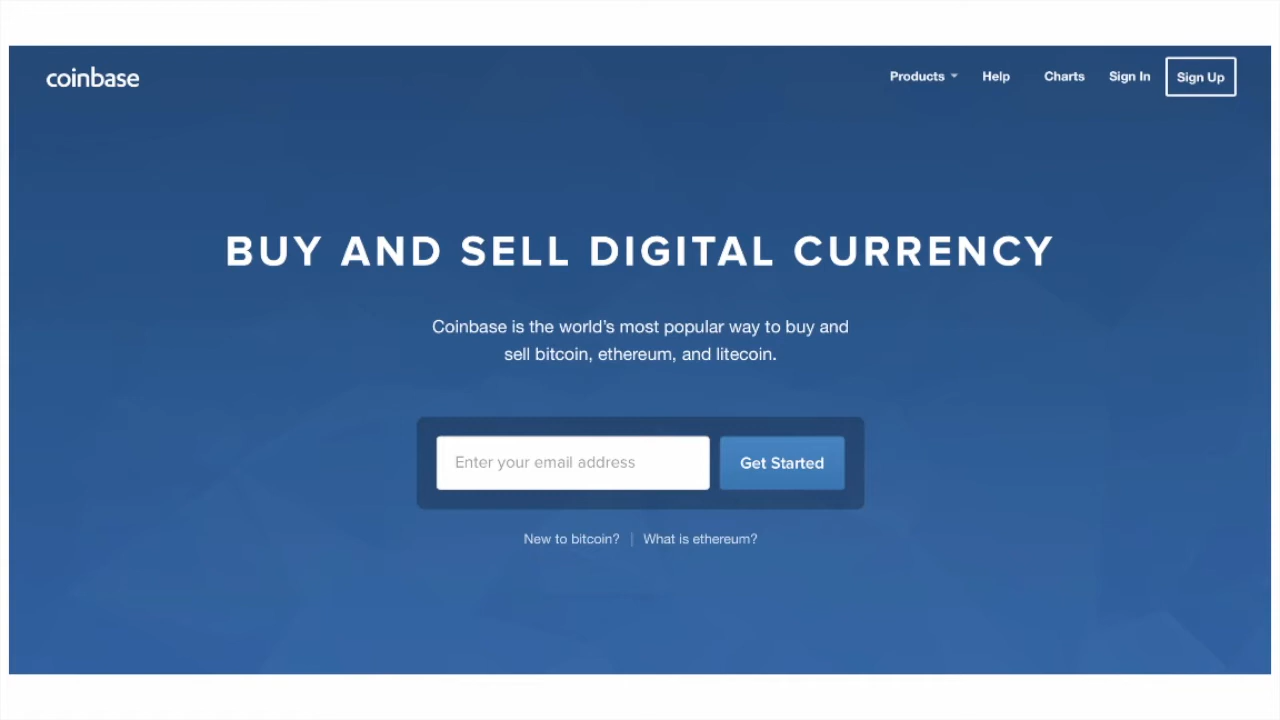 coinbase
Products Help Charts Sign In Sign Up
BUY AND SELL DIGITAL CURRENCY
Coinbase is the world's most popular way to buy and
sell bitcoin, ethereum, and litecoin.
Enter your email address Get Started
New to bitcoin? | What is ethereum?